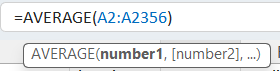 =AVERAGE(A2:A2356)
AVERAGE(number1, [number2], ...)